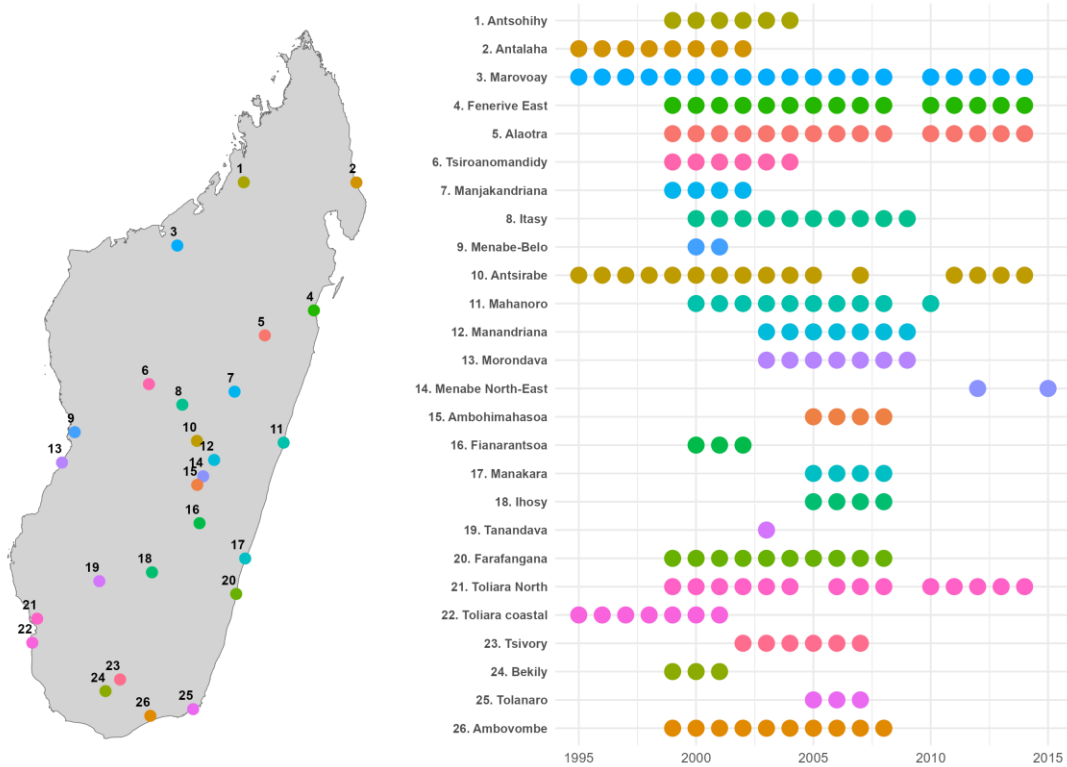 1
2
3
4
5
6
7
8
9
10
11
12
13
14
15
16
17
18
19
20
21
22
23
24
25
26
1. Antsohihy
2. Antalaha
3. Marovoay
4. Fenerive East
5. Alaotra
6. Tsiroanomandidy
7. Manjakandriana
8. Itasy
9. Menabe-Belo
10. Antsirabe
11. Mahanoro
12. Manandriana
13. Morondava
14. Menabe North-East
15. Ambohimahasoa
16. Fianarantsoa
17. Manakara
18. Ihosy
19. Tanandava
20. Farafangana
21. Toliara North
22. Toliara coastal
23. Tsivory
24. Bekily
25. Tolanaro
26. Ambovombe
1995 2000 2005 2010 2015